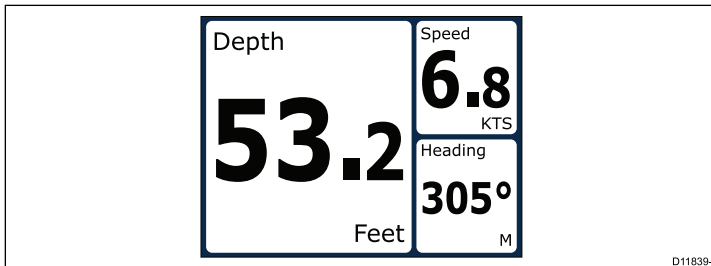 Depth
53.2
Feet
Speed
6.8
KTS
Heading
305°
M
D11839-